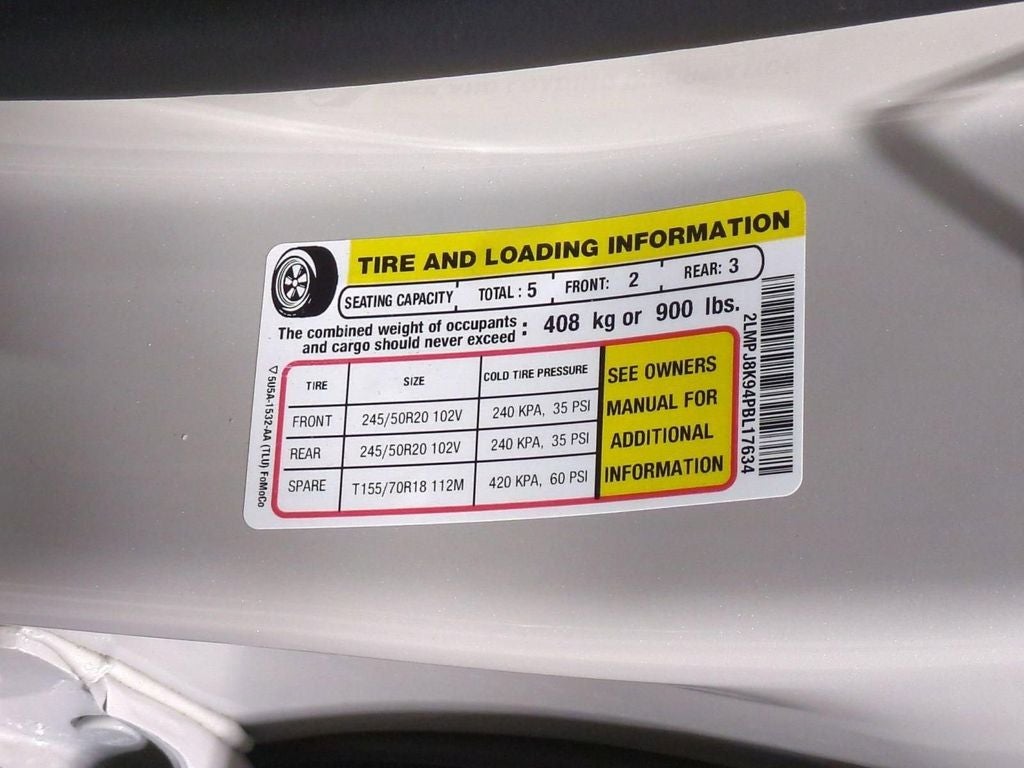 TIRE AND LOADING INFORMATION
SEATING CAPACITY TOTAL: 5 FRONT: 2 REAR: 3
The combined weight of occupants
and cargo should never exceed : 408 kg or 900 lbs.
TIRE SIZE COLD TIRE PRESSURE
FRONT 245/50R20 102V 240 KPA, 35 PSI
REAR 245/50R20 102V 240 KPA, 35 PSI
SPARE T155/70R18 112M 420 KPA, 60 PSI
SEE OWNERS
MANUAL FOR
ADDITIONAL
INFORMATION
2LMPJ8K94PBL17634
5U5A-1532-AA (TLU) FoMoCo